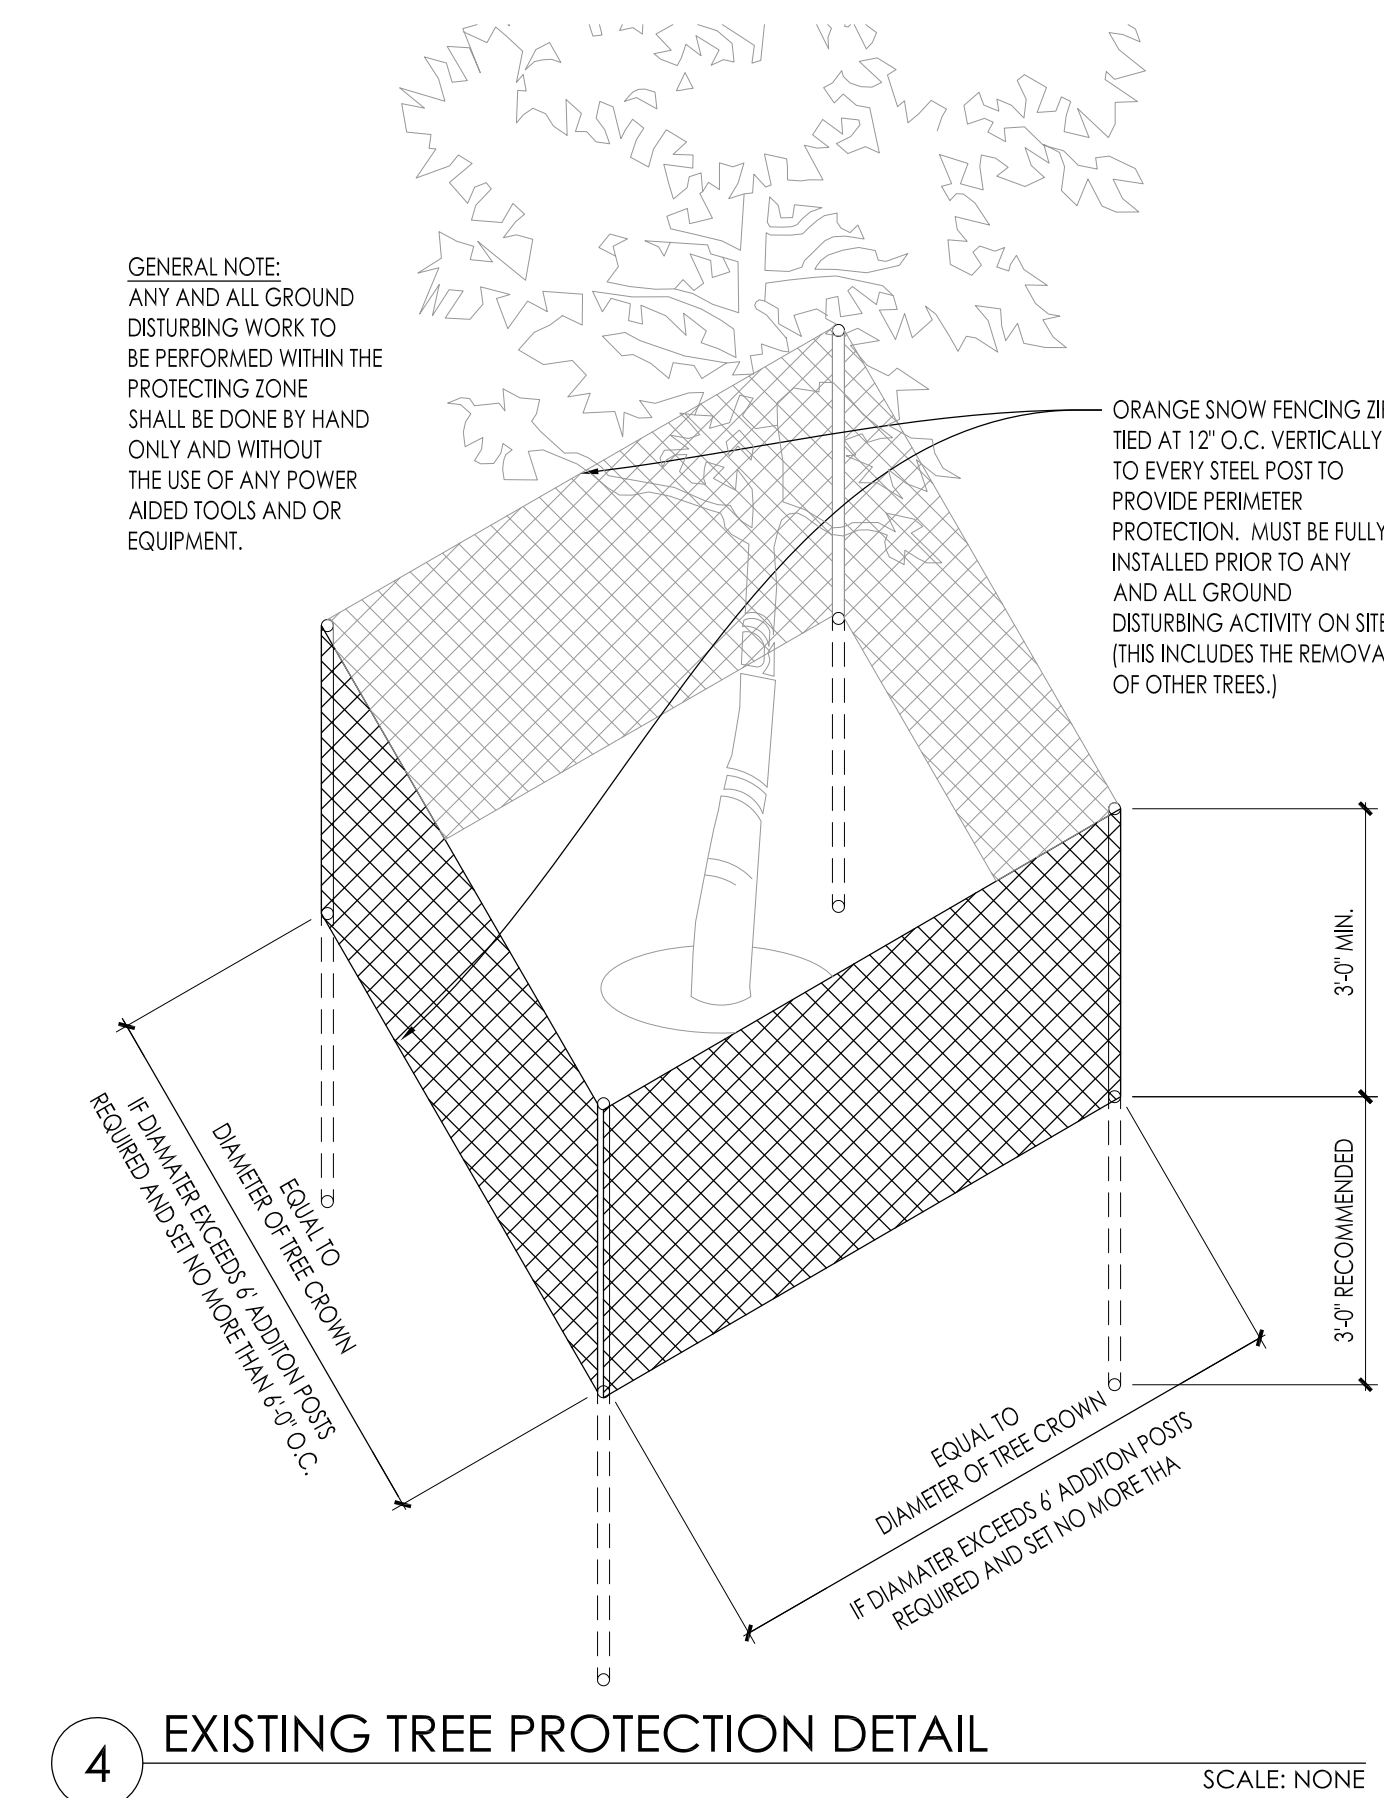 GENERAL NOTE:
ANY AND ALL GROUND
DISTURBING WORK TO
BE PERFORMED WITHIN THE
PROTECTING ZONE
SHALL BE DONE BY HAND
ONLY AND WITHOUT
THE USE OF ANY POWER
AIDED TOOLS AND OR
EQUIPMENT.
ORANGE SNOW FENCING ZIP
TIED AT 12" O.C. VERTICALLY
TO EVERY STEEL POST TO
PROVIDE PERIMETER
PROTECTION. MUST BE FULLY
INSTALLED PRIOR TO ANY
AND ALL GROUND
DISTURBING ACTIVITY ON SITE
(THIS INCLUDES THE REMOVA
OF OTHER TREES.)
3'-0" MIN.
3'-0" RECOMMENDED
EQUAL TO
DIAMETER OF TREE CROWN
IF DIAMATER EXCEEDS 6' ADDITON POSTS
REQUIRED AND SET NO MORE THAN 6'-0" O.C.
EQUAL TO
DIAMETER OF TREE CROWN
IF DIAMATER EXCEEDS 6' ADDITON POSTS
REQUIRED AND SET NO MORE THA
4
EXISTING TREE PROTECTION DETAIL
SCALE: NONE